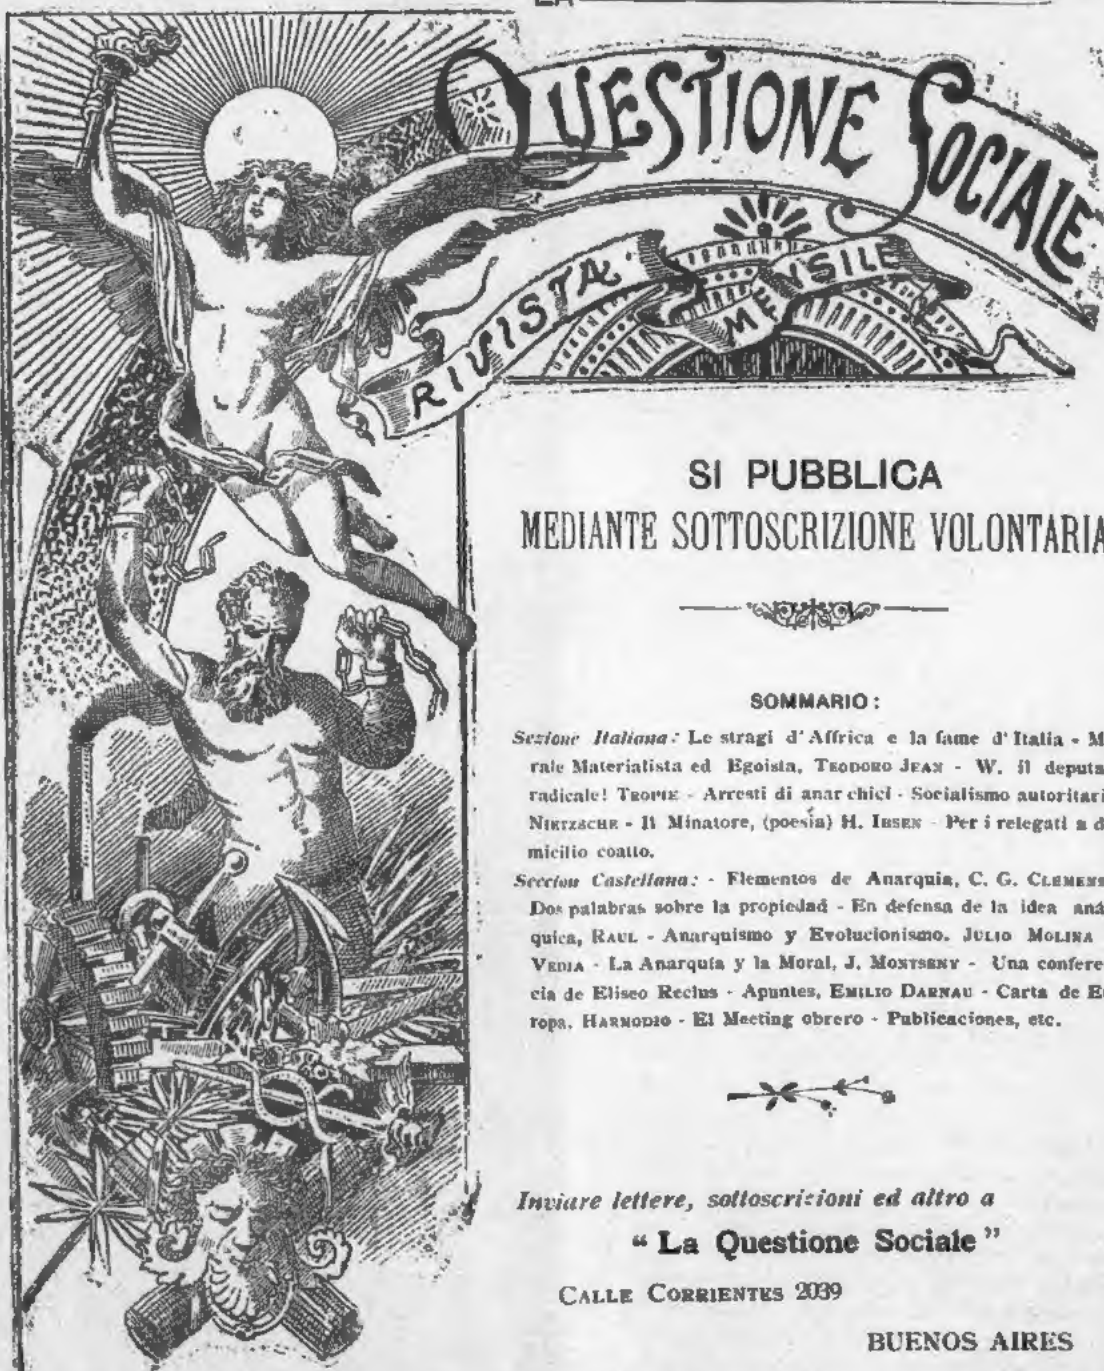 LA
QUESTIONE SOCIALE
RIVISTA MENSILE
SI PUBBLICA
MEDIANTE SOTTOSCRIZIONE VOLONTARIA
SOMMARIO:
Sezione Italiana: Le stragi d'Affrica e la fame d'Italia - M
rale Materialista ed Egoista, TEODORO JEAN - W. il deputa
radicale! TROPIE - Arresti di anarchici - Socialismo autoritari
NIETZSCHE - Il Minatore, (poesia) H. IBSEN - Per i relegati a d
micilio coatto.
Seccion Castellana: - Elementos de Anarquia, C. G. CLEMENS
Dos palabras sobre la propiedad - En defensa de la idea aná
quica, RAUL - Anarquismo y Evolucionismo. JULIO MOLINA
VEDIA - La Anarquía y la Moral, J. MONTSENY - Una confere
cia de Eliseo Reclus - Apuntes, EMILIO DARNAU - Carta de E
ropa, HARMODIO - El Meeting obrero - Publicaciones, etc.
Inviare lettere, sottoscrizioni ed altro a
"La Questione Sociale"
CALLE CORRIENTES 2039
BUENOS AIRES